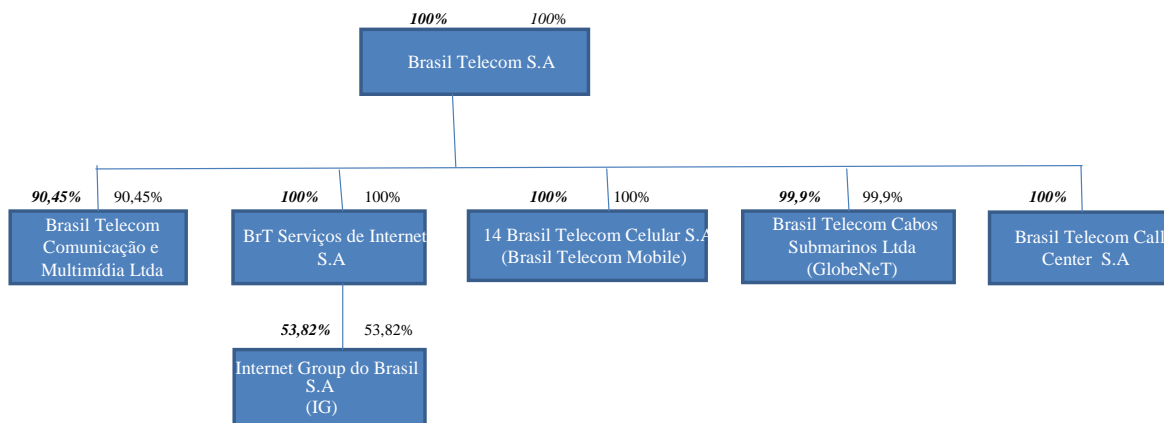 100% 100%
Brasil Telecom S.A
90,45% 90,45%
Brasil Telecom
Comunicação e
Multimídia Ltda
100% 100%
BrT Serviços de Internet
S.A
100% 100%
14 Brasil Telecom Celular S.A
(Brasil Telecom Mobile)
99,9% 99,9%
Brasil Telecom Cabos
Submarinos Ltda
(GlobeNeT)
100%
Brasil Telecom Call
Center S.A
53,82% 53,82%
Internet Group do Brasil
S.A
(IG)